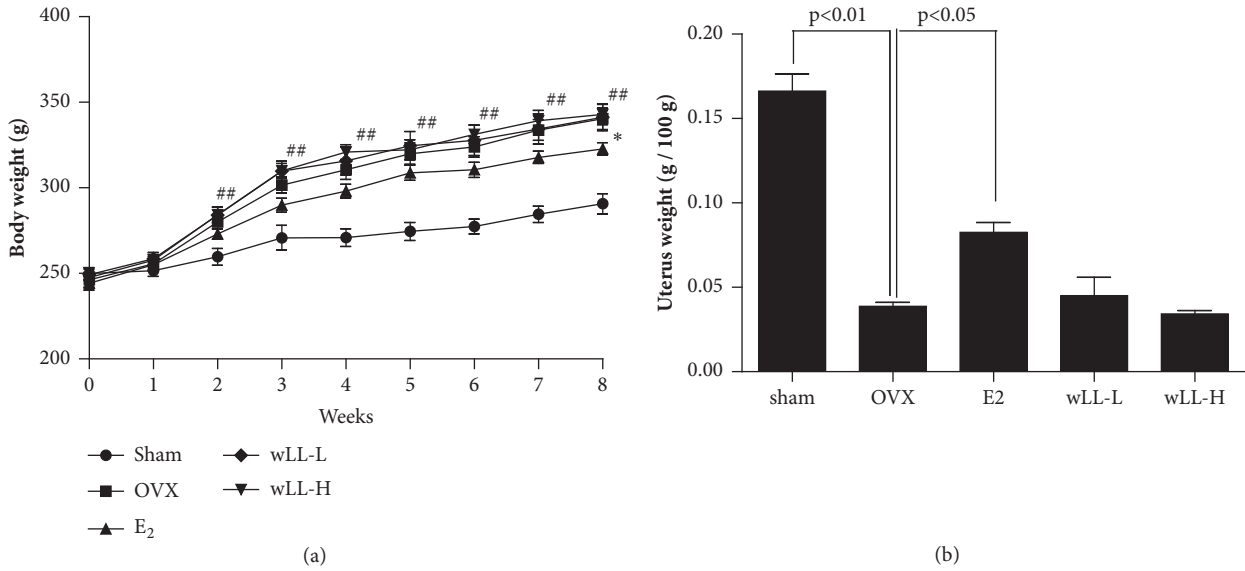 400
350
300
250
200
Body weight (g)
##
##
##
##
##
##
##
*
0 1 2 3 4 5 6 7 8
Weeks
Sham
OVX
E2
wLL-L
wLL-H
(a)
p<0.01 p<0.05
0.20
0.15
0.10
0.05
0.00
Uterus weight (g / 100 g)
sham OVX E2 wLL-L wLL-H
(b)